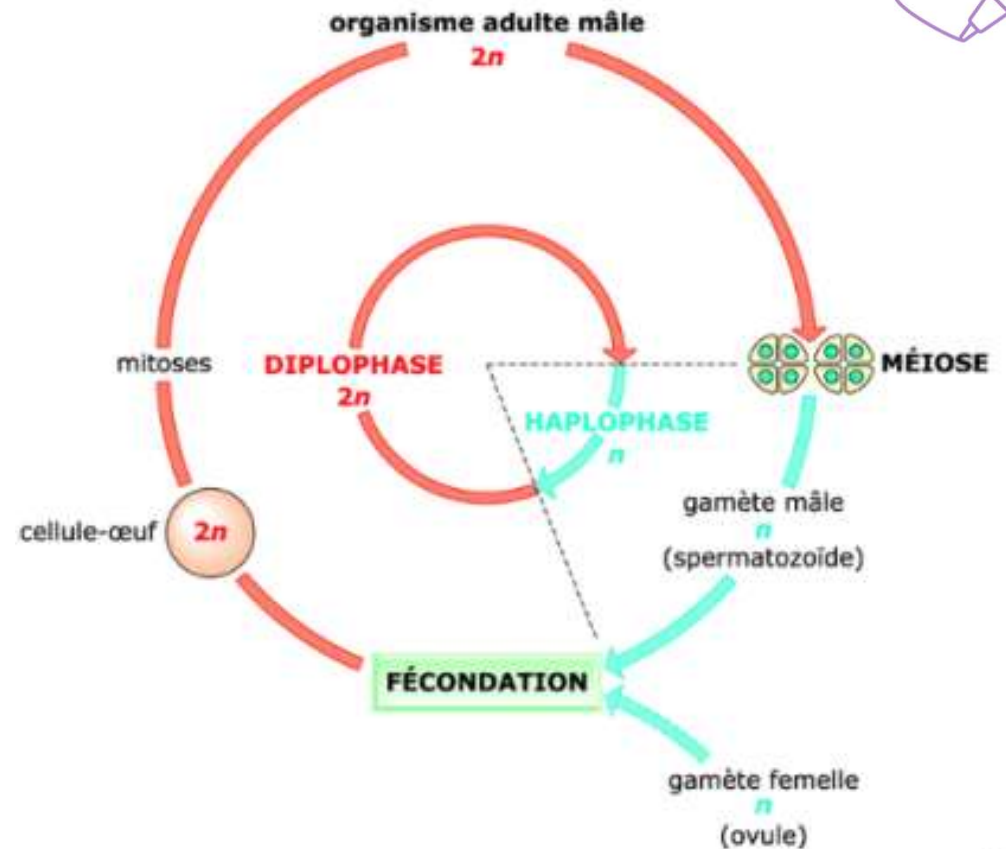 organisme adulte mâle
2n
mitoses
DIPLOPHASE
2n
MÉIOSE
HAPLOPHASE
n
gamète mâle
n
(spermatozoïde)
cellule-œuf
2n
FÉCONDATION
gamète femelle
n
(ovule)